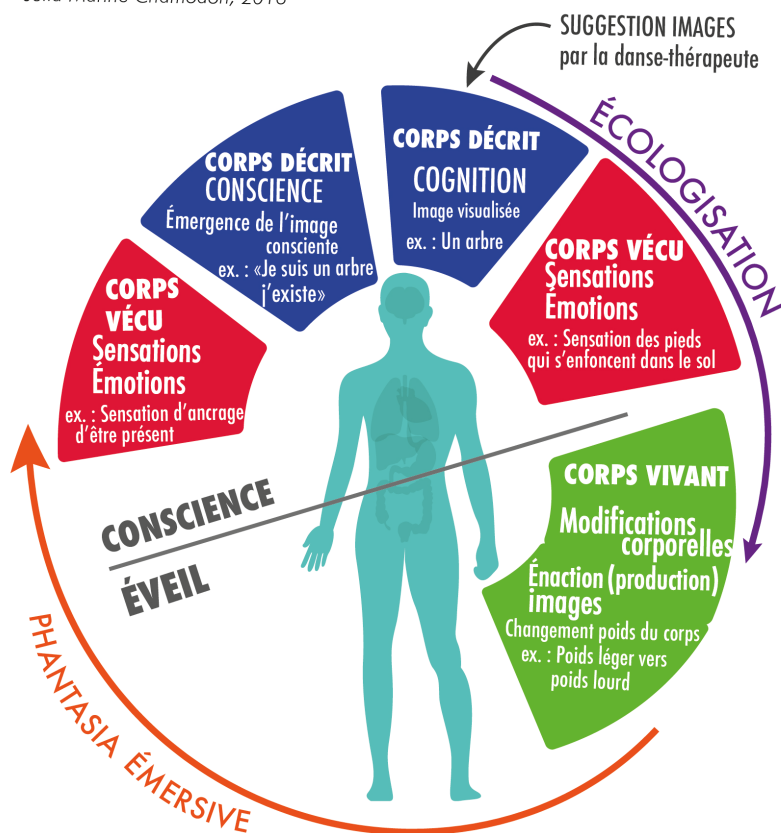 SUGGESTION IMAGES
par la danse-thérapeute
ÉCOLOGISATION
CORPS DÉCRIT
COGNITION
Image visualisée
ex. : Un arbre
CORPS VÉCU
Sensations
Émotions
ex. : Sensation des pieds
qui s’enfoncent dans le sol
CORPS VIVANT
Modifications
corporelles
Énaction (production)
images
Changement poids du corps
ex. : Poids léger vers
poids lourd
PHANTASIA ÉMERSIVE
CORPS
VÉCU
Sensations
Émotions
ex. : Sensation d’ancrage
d’être présent
CORPS DÉCRIT
CONSCIENCE
Émergence de l’image
consciente
ex. : «Je suis un arbre
j’existe»
CONSCIENCE
ÉVEIL